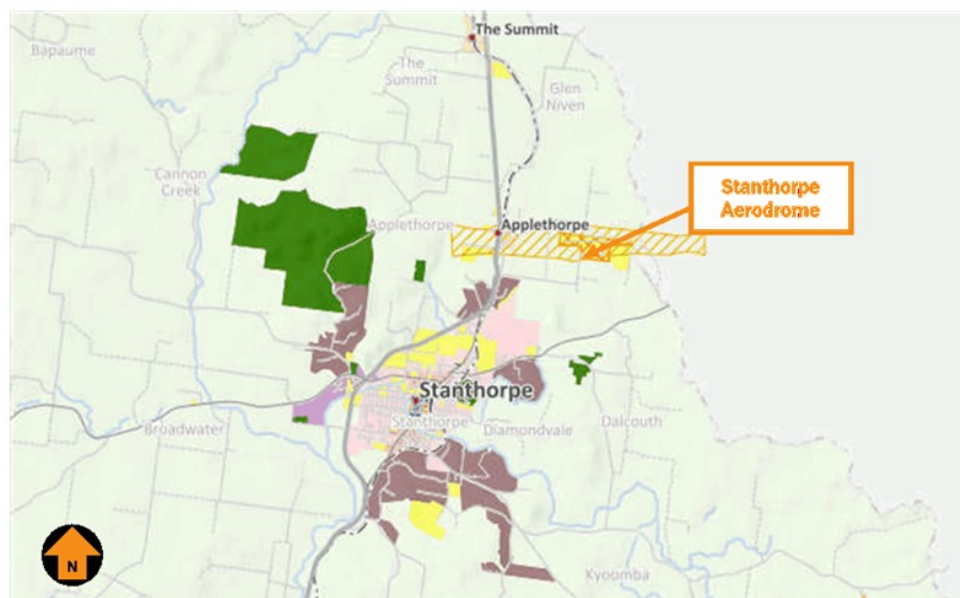 The Summit
Bapaume
The
Summit
Glen
Niven
Cannon
Creek
Stanthorpe
Aerodrome
Applethorpe
Applethorpe
Stanthorpe
Stanthorpe
Broadwater
Diamondvale
Dalcouth
N
Kyoomba